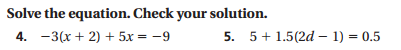 Solve the equation. Check your solution.
4. −3(x + 2) + 5x = −9 5. 5 + 1.5(2d − 1) = 0.5